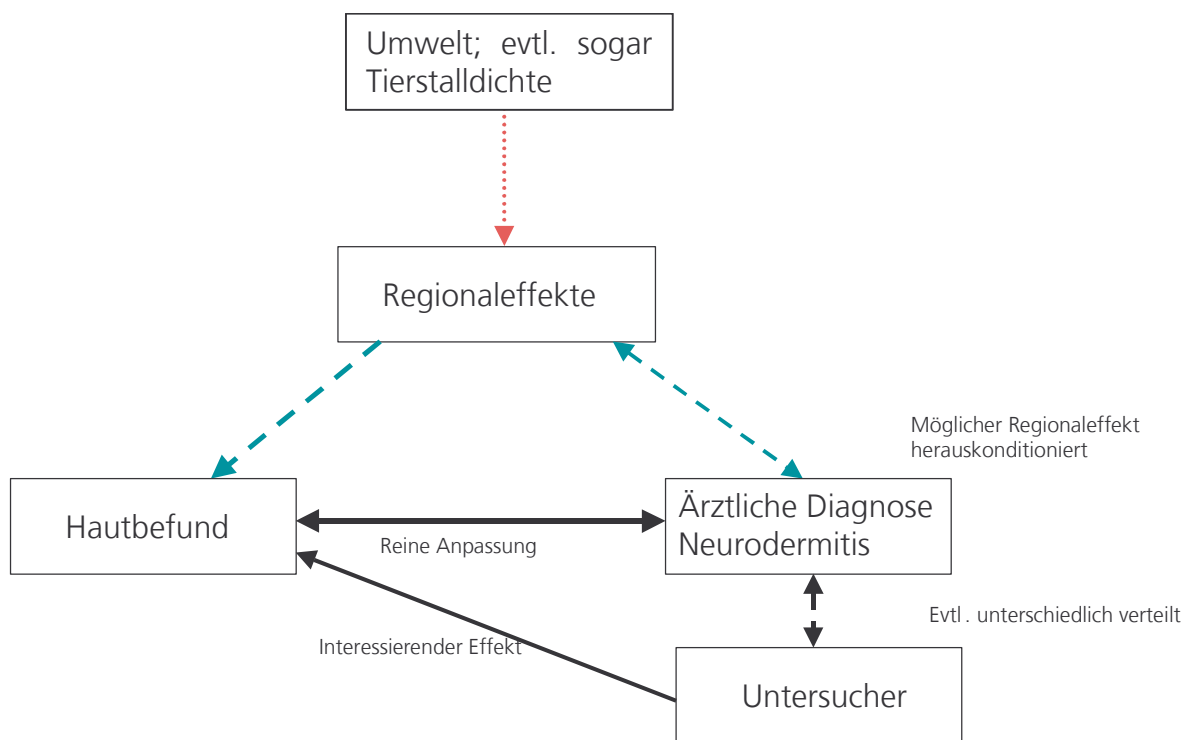 Umwelt; evtl. sogar
Tierstalldichte
Regionaleffekte
Möglicher Regionaleffekt
herauskonditioniert
Hautbefund
Ärztliche Diagnose
Neurodermitis
Reine Anpassung
Evtl. unterschiedlich verteilt
Interessierender Effekt
Untersucher